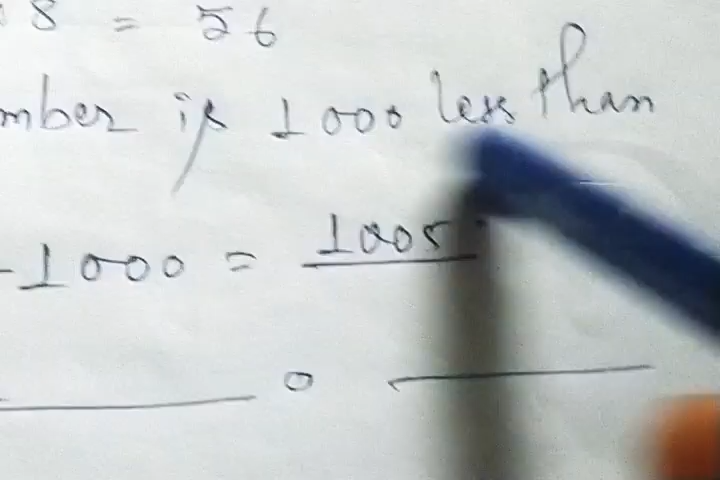 8 = 56
mber is 1000 less than
-1000 = 1005